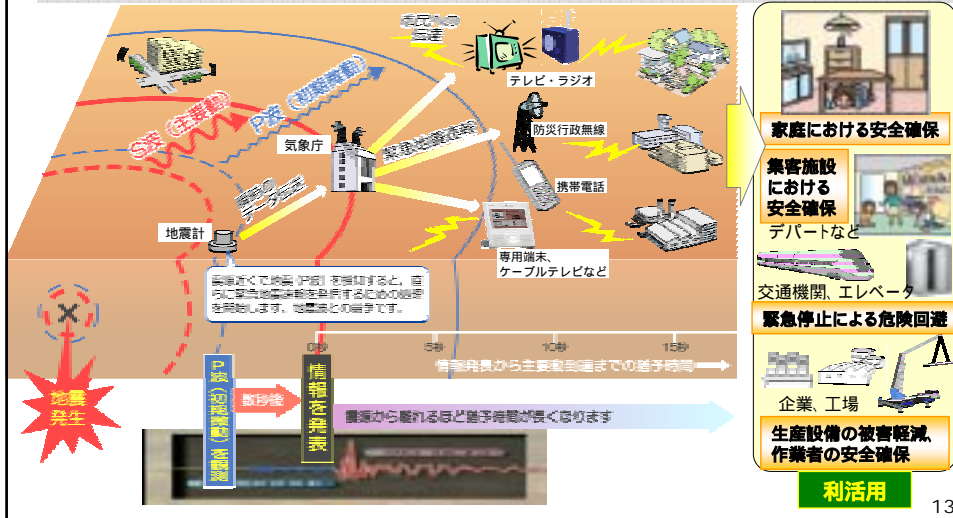 テレビ・ラジオ
S波（主要動）
P波（初期微動）
気象庁
緊急地震速報
防災行政無線
携帯電話
地震計
専用端末、
ケーブルテレビなど
震源近くで地震（P波）を検知すると、直
ちに緊急地震速報を発信するための処理
を開始します。地震波との競争です。
0秒
5秒
10秒
15秒
情報発表から主要動到達までの猶予時間
地震
発生
P波（初期微動）を観測
数秒後
情報を発表
震源から離れるほど猶予時間が長くなります
家庭における安全確保
集客施設
における
安全確保
デパートなど
交通機関、エレベータ
緊急停止による危険回避
企業、工場
生産設備の被害軽減、
作業者の安全確保
利活用
13